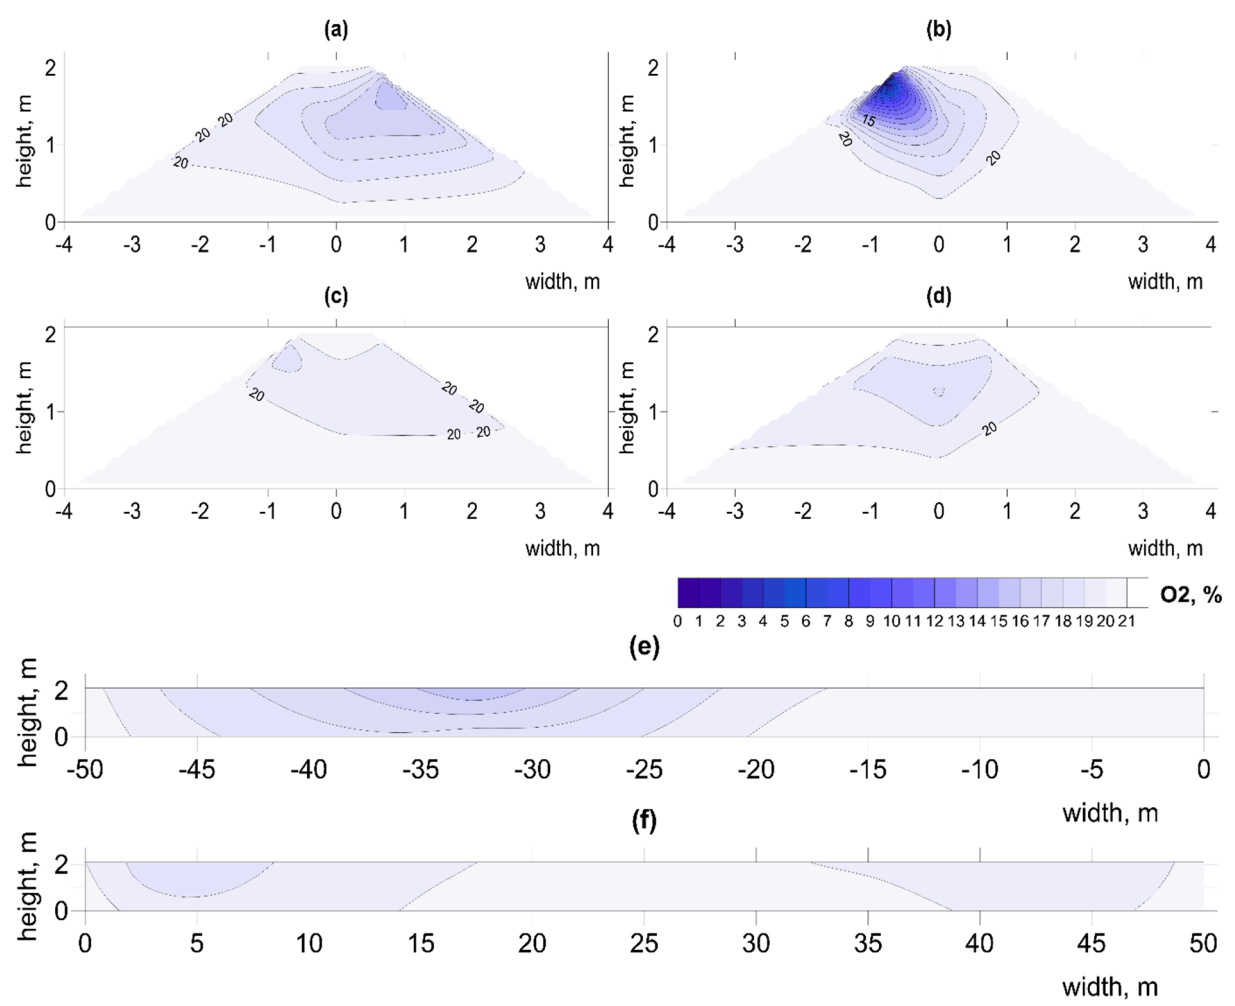 (a) (b)
height, m 2 1 0
20 20 20
-4 -3 -2 -1 0 1 2 3 4
width, m
height, m 2 1 0
15 20 20
-4 -3 -2 -1 0 1 2 3 4
width, m
(c) (d)
height, m 2 1 0
20 20 20 20 20
-4 -3 -2 -1 0 1 2 3 4
width, m
height, m 2 1 0
20
-4 -3 -2 -1 0 1 2 3 4
width, m
O2, %
0 1 2 3 4 5 6 7 8 9 10 11 12 13 14 15 16 17 18 19 20 21
(e)
height, m 2 0
-50 -45 -40 -35 -30 -25 -20 -15 -10 -5 0
width, m
(f)
height, m 2 0
0 5 10 15 20 25 30 35 40 45 50
width, m